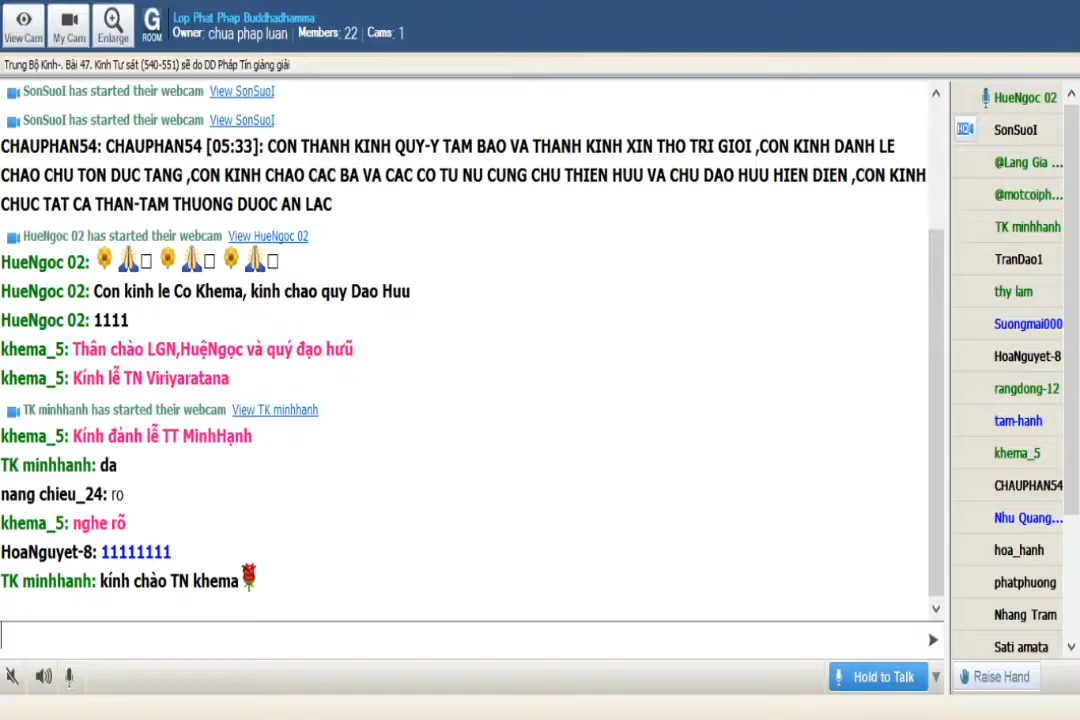 View Cam My Cam Enlarge G ROOM
Lop Phat Phap Buddhadhamma
Owner: chua phap luan | Members: 22 | Cams: 1
Trung Bộ Kinh-. Bài 47. Kinh Tư sát (540-551) sẽ do DD Pháp Tín giảng giải
SonSuoI has started their webcam View SonSuoI
SonSuoI has started their webcam View SonSuoI
CHAUPHAN54: CHAUPHAN54 [05:33]: CON THANH KINH QUY-Y TAM BAO VA THANH KINH XIN THO TRI GIOI ,CON KINH DANH LE
CHAO CHU TON DUC TANG ,CON KINH CHAO CAC BA VA CAC CO TU NU CUNG CHU THIEN HUU VA CHU DAO HUU HIEN DIEN ,CON KINH
CHUC TAT CA THAN-TAM THUONG DUOC AN LAC
HueNgoc 02 has started their webcam View HueNgoc 02
HueNgoc 02:
HueNgoc 02: Con kinh le Co Khema, kinh chao quy Dao Huu
HueNgoc 02: 1111
khema_5: Thân chào LGN,HuệNgọc và quý đạo hưũ
khema_5: Kính lễ TN Viriyaratana
TK minhhanh has started their webcam View TK minhhanh
khema_5: Kính đảnh lễ TT MinhHạnh
TK minhhanh: da
nang chieu_24: ro
khema_5: nghe rõ
HoaNguyet-8: 11111111
TK minhhanh: kính chào TN khema
Hold to Talk
HueNgoc 02
SonSuoI
@Lang Gia ...
@motcoiph...
TK minhhanh
TranDao1
thy lam
Suongmai000
HoaNguyet-8
rangdong-12
tam-hanh
khema_5
CHAUPHAN54
Nhu Quang...
hoa_hanh
phatphuong
Nhang Tram
Sati amata
Raise Hand